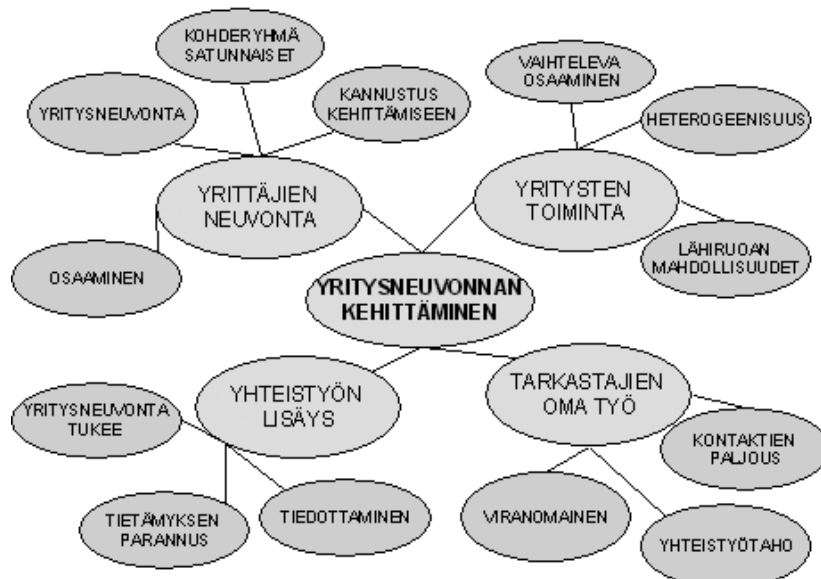 KOHDERYHMÄ
SATUNNAISET
YRITYSNEUVONTA
KANNUSTUS
KEHITTÄMISEEN
YRITTÄJIEN
NEUVONTA
OSAAMINEN
VAIHTELEVA
OSAAMINEN
HETEROGEENISUUS
YRITYSTEN
TOIMINTA
LÄHIRUOAN
MAHDOLLISUUDET
YRITYSNEUVONNAN
KEHITTÄMINEN
YHTEISTYÖN
LISÄYS
YRITYSNEUVONTA
TUKEE
TIETÄMYKSEN
PARANNUS
TIEDOTTAMINEN
TARKASTAJIEN
OMA TYÖ
KONTAKTIEN
PALJOUS
VIRANOMAINEN
YHTEISTYÖTAHO